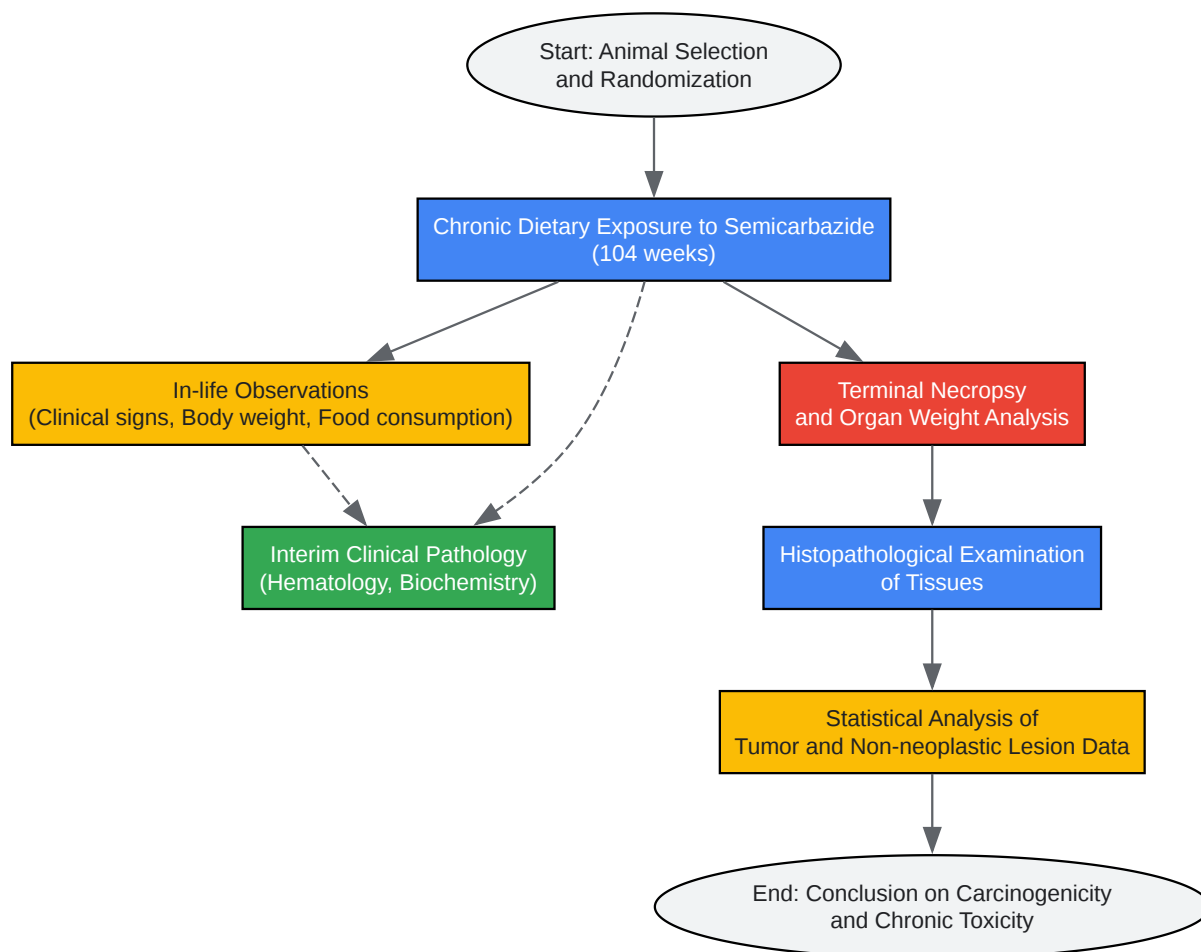 Start: Animal Selection
and Randomization
Chronic Dietary Exposure to Semicarbazide
(104 weeks)
In-life Observations
(Clinical signs, Body weight, Food consumption)
Terminal Necropsy
and Organ Weight Analysis
Interim Clinical Pathology
(Hematology, Biochemistry)
Histopathological Examination
of Tissues
Statistical Analysis of
Tumor and Non-neoplastic Lesion Data
End: Conclusion on Carcinogenicity
and Chronic Toxicity